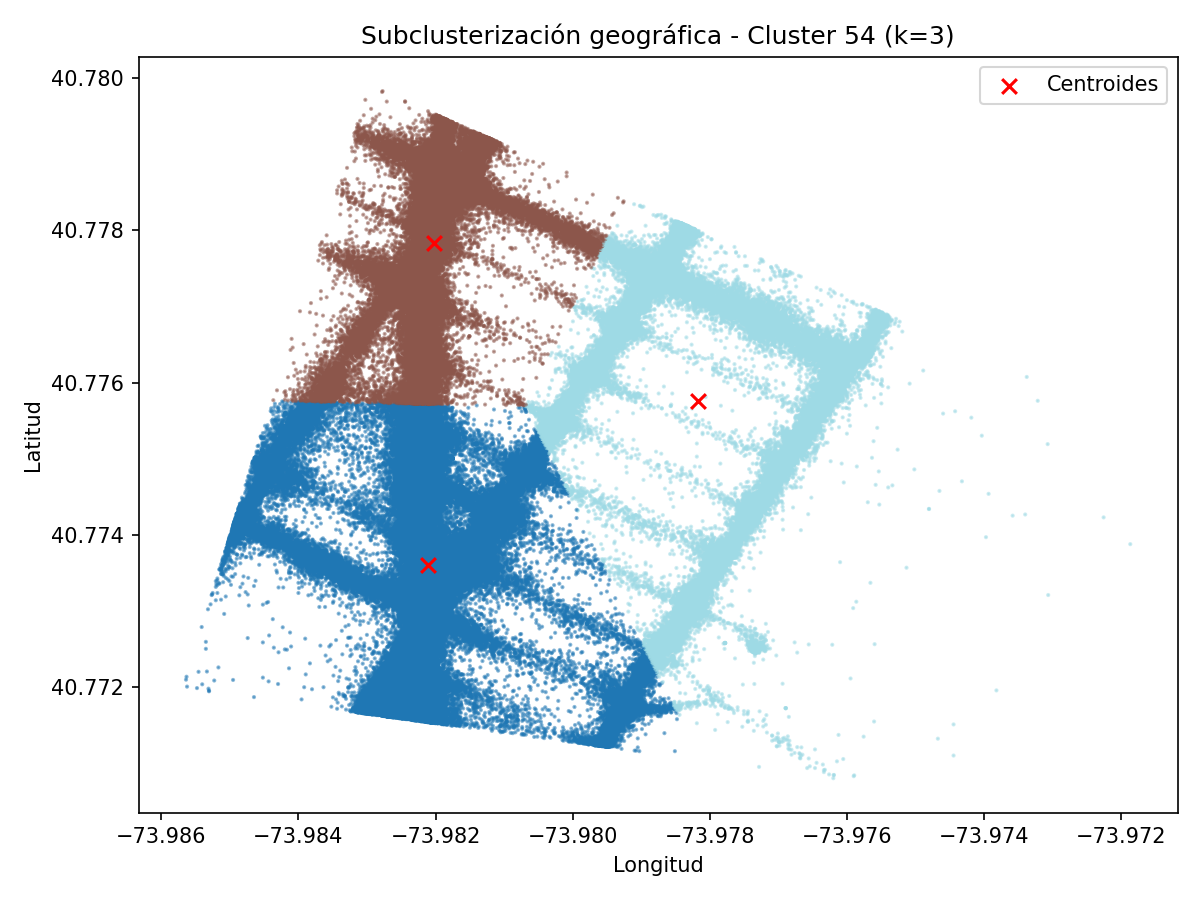 Subclusterización geográfica - Cluster 54 (k=3)
Centroides
40.780
40.778
40.776
40.774
40.772
Latitud
−73.986 −73.984 −73.982 −73.980 −73.978 −73.976 −73.974 −73.972
Longitud